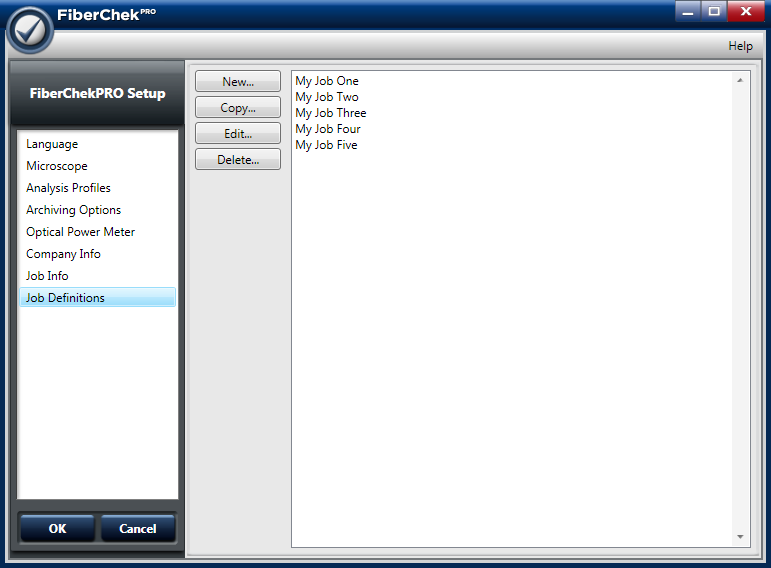 FiberChekPRO
Help
FiberChekPRO Setup
Language
Microscope
Analysis Profiles
Archiving Options
Optical Power Meter
Company Info
Job Info
Job Definitions
OK
Cancel
New...
Copy...
Edit...
Delete...
My Job One
My Job Two
My Job Three
My Job Four
My Job Five